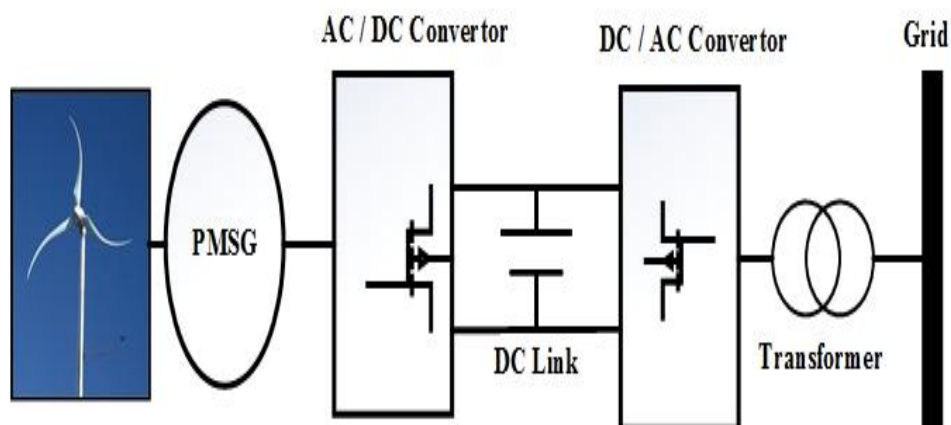 AC / DC Convertor
DC / AC Convertor
Grid
PMSG
DC Link
Transformer